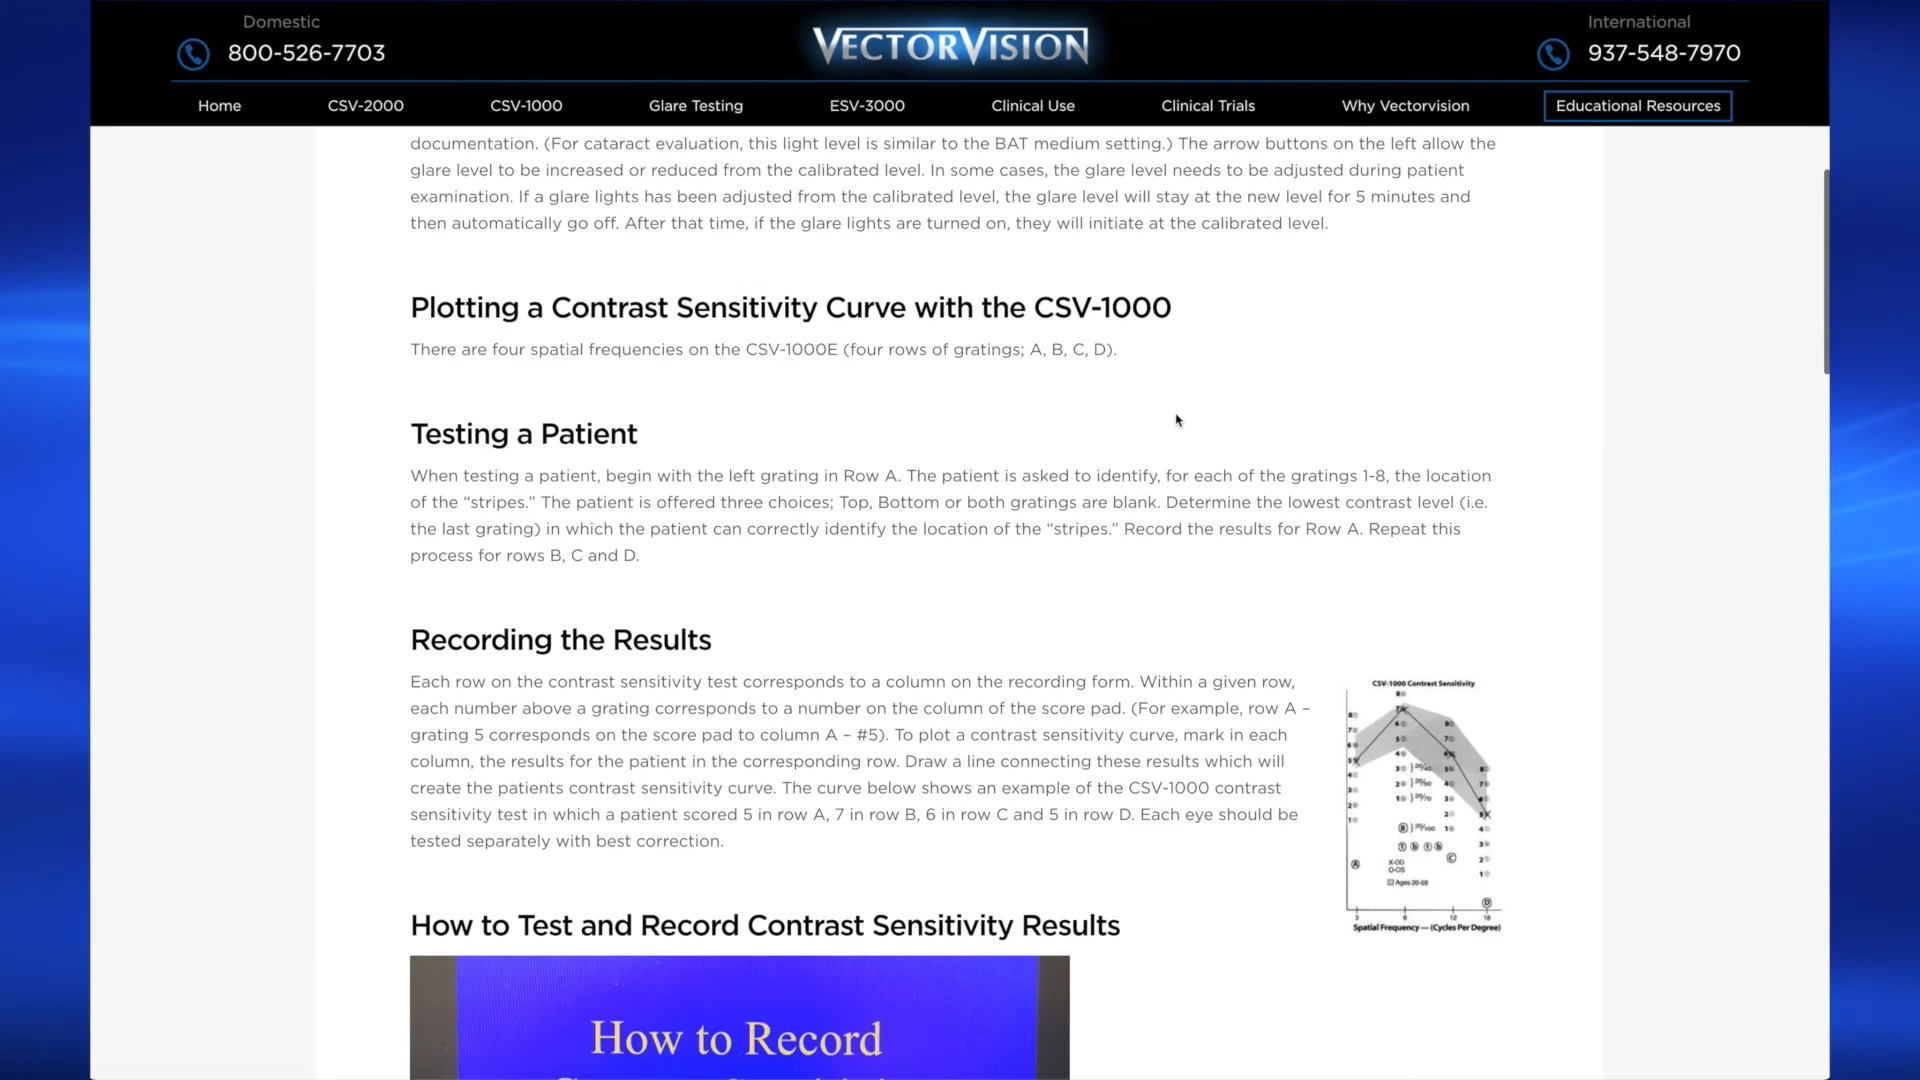 Domestic
800-526-7703
VECTORVISION
International
937-548-7970
Home
CSV-2000
CSV-1000
Glare Testing
ESV-3000
Clinical Use
Clinical Trials
Why Vectorvision
Educational Resources
documentation. (For cataract evaluation, this light level is similar to the BAT medium setting.) The arrow buttons on the left allow the
glare level to be increased or reduced from the calibrated level. In some cases, the glare level needs to be adjusted during patient
examination. If a glare lights has been adjusted from the calibrated level, the glare level will stay at the new level for 5 minutes and
then automatically go off. After that time, if the glare lights are turned on, they will initiate at the calibrated level.
Plotting a Contrast Sensitivity Curve with the CSV-1000
There are four spatial frequencies on the CSV-1000E (four rows of gratings; A, B, C, D).
Testing a Patient
When testing a patient, begin with the left grating in Row A. The patient is asked to identify, for each of the gratings 1-8, the location
of the “stripes.” The patient is offered three choices; Top, Bottom or both gratings are blank. Determine the lowest contrast level (i.e.
the last grating) in which the patient can correctly identify the location of the “stripes.” Record the results for Row A. Repeat this
process for rows B, C and D.
Recording the Results
Each row on the contrast sensitivity test corresponds to a column on the recording form. Within a given row,
each number above a grating corresponds to a number on the column of the score pad. (For example, row A –
grating 5 corresponds on the score pad to column A – #5). To plot a contrast sensitivity curve, mark in each
column, the results for the patient in the corresponding row. Draw a line connecting these results which will
create the patients contrast sensitivity curve. The curve below shows an example of the CSV-1000 contrast
sensitivity test in which a patient scored 5 in row A, 7 in row B, 6 in row C and 5 in row D. Each eye should be
tested separately with best correction.
CSV-1000 Contrast Sensitivity
X-OD
O-OS
Ages 20-59
3 6 12 18
Spatial Frequency — (Cycles Per Degree)
How to Test and Record Contrast Sensitivity Results
How to Record